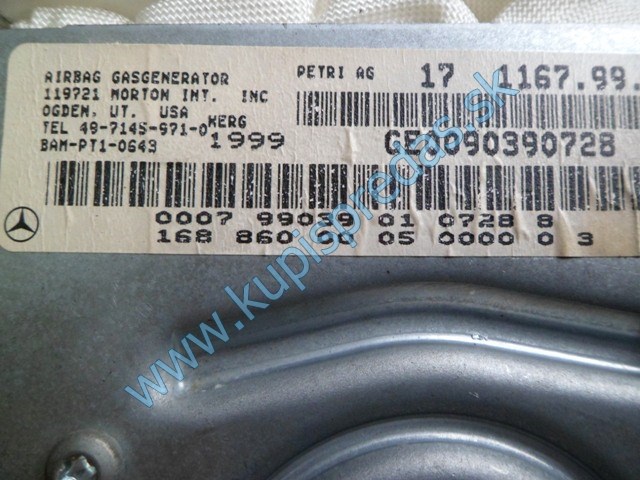 AIRBAG GASGENERATOR
119721 MORTON INT. INC
OGDEN, UT. USA
TEL 49-7145-971-0
KERG
BAM-PT1-0643
1999
PETRI AG
17 1167.99.
090390728
0007 99039 01 0728 8
168 860 00 05 0000 0 3
www.kupispredas.sk